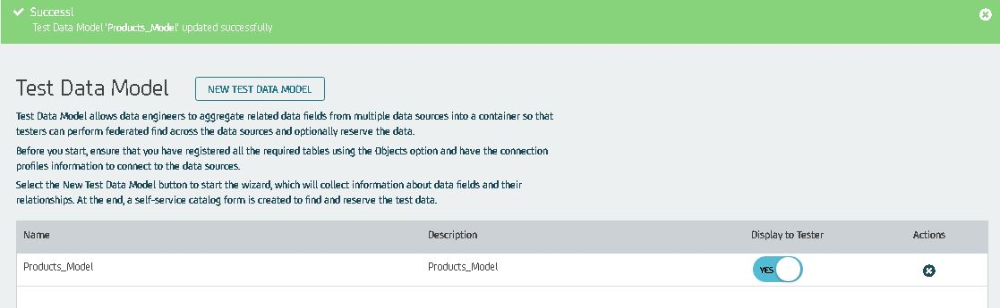 Success!
Test Data Model 'Products_Model' updated successfully
Test Data Model
NEW TEST DATA MODEL
Test Data Model allows data engineers to aggregate related data fields from multiple data sources into a container so that
testers can perform federated find across the data sources and optionally reserve the data.
Before you start, ensure that you have registered all the required tables using the Objects option and have the connection
profiles information to connect to the data sources.
Select the New Test Data Model button to start the wizard, which will collect information about data fields and their
relationships. At the end, a self-service catalog form is created to find and reserve the test data.
Name Description Display to Tester Actions
Products_Model Products_Model YES